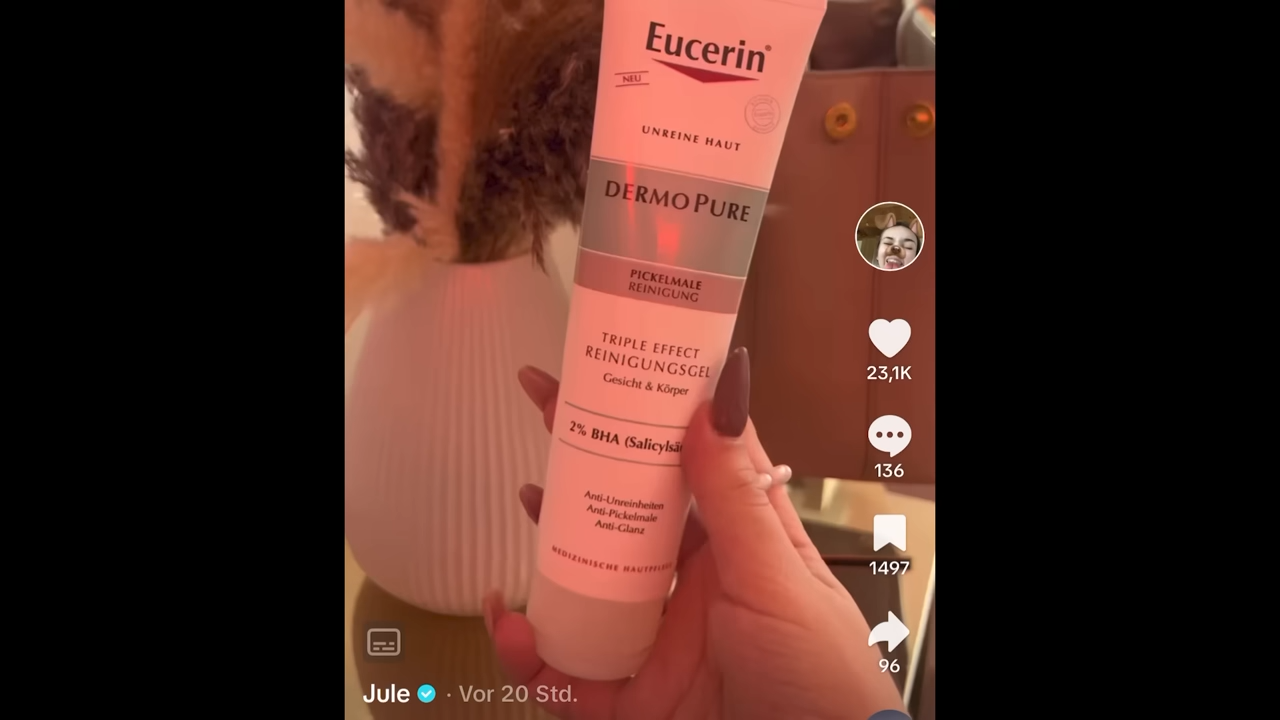 Eucerin®
NEU
UNREINE HAUT
DERMOPURE
PICKELMALE
REINIGUNG
TRIPLE EFFECT
REINIGUNGSGEL
Gesicht & Körper
2% BHA
Anti-Unreinheiten
Anti-Pickelmale
Anti-Glanz
MEDIZINISCHE HAUTPFLEGE
23,1K
136
1497
96
Jule · Vor 20 Std.